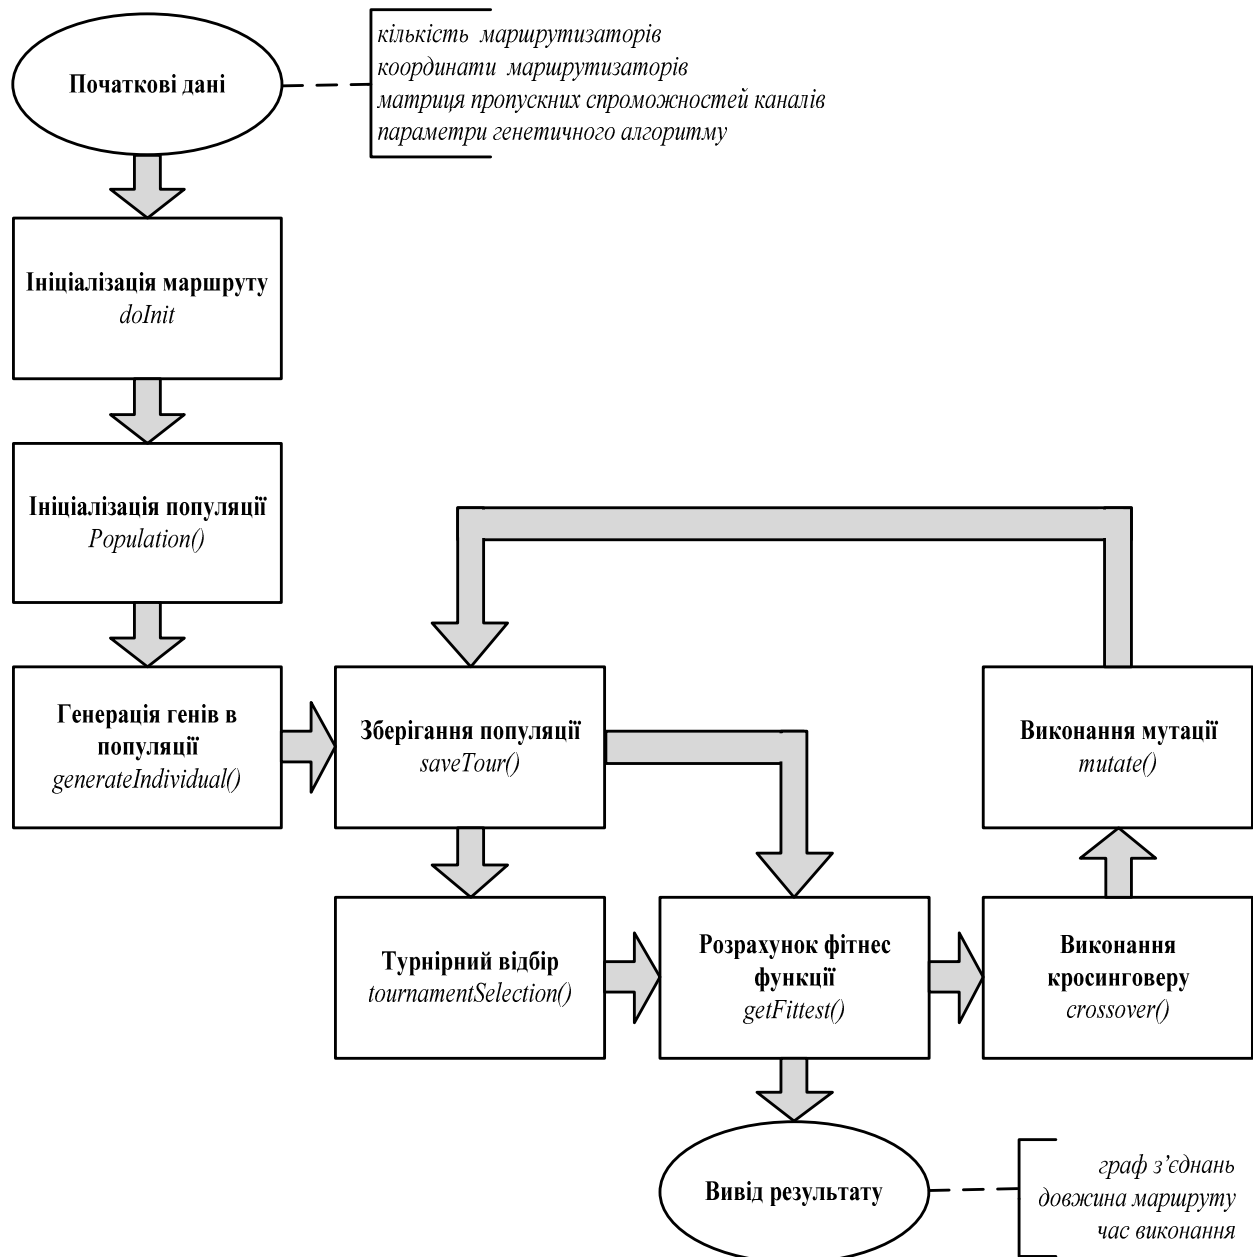 Початкові дані
кількість маршрутизаторів
координати маршрутизаторів
матриця пропускних спроможностей каналів
параметри генетичного алгоритму
Ініціалізація маршруту
doInit
Ініціалізація популяції
Population()
Генерація генів в
популяції
generateIndividual()
Зберігання популяції
saveTour()
Виконання мутації
mutate()
Турнірний відбір
tournamentSelection()
Розрахунок фітнес
функції
getFittest()
Виконання
кросинговеру
crossover()
Вивід результату
граф з’єднань
довжина маршруту
час виконання